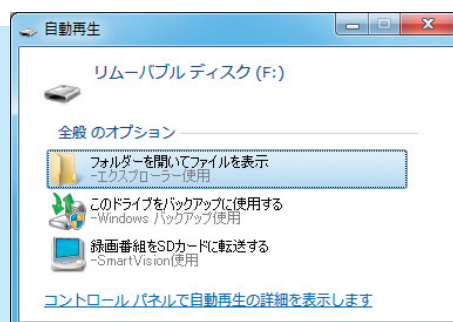 自動再生
リムーバブル ディスク (F:)
全般 のオプション
フォルダーを開いてファイルを表示
-エクスプローラー使用
このドライブをバックアップに使用する
-Windows バックアップ使用
録画番組をSDカードに転送する
-SmartVision使用
コントロール パネルで自動再生の詳細を表示します